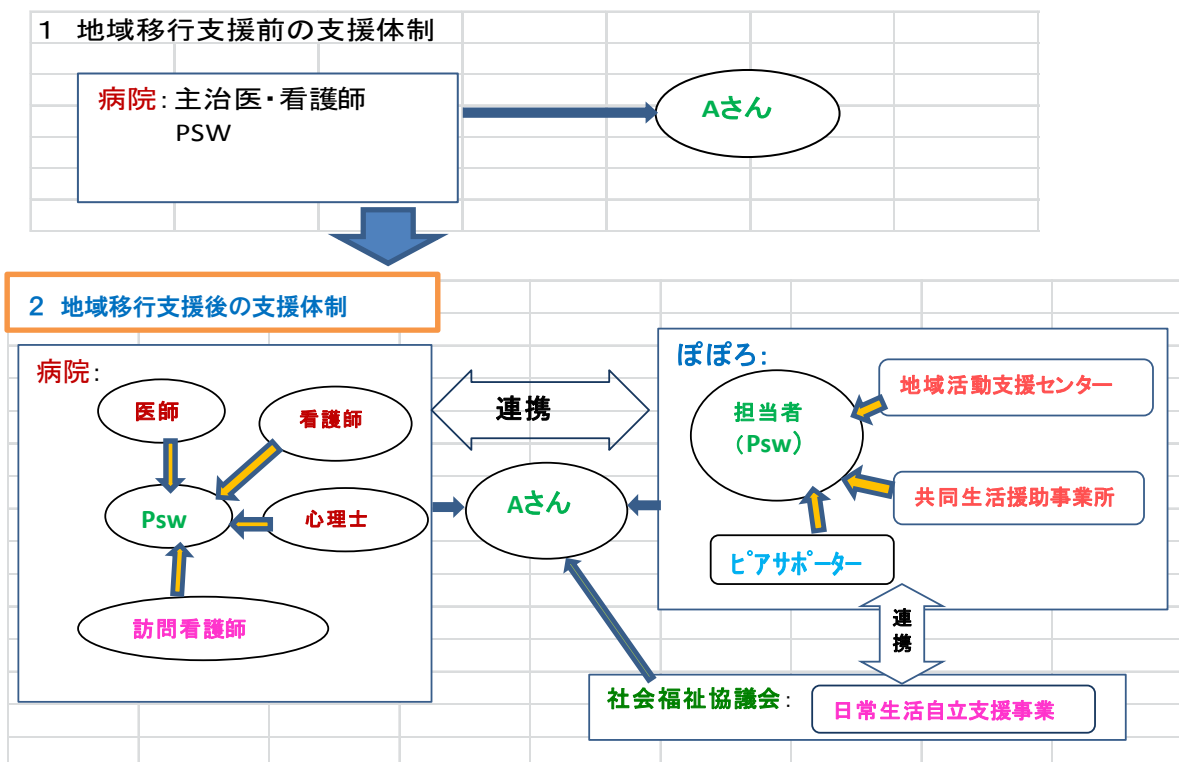 １ 地域移行支援前の支援体制
病院：主治医・看護師
PSW
Aさん
２ 地域移行支援後の支援体制
病院：
医師
看護師
Psw
心理士
訪問看護師
連携
Aさん
ぽぽろ：
担当者
（Psw）
地域活動支援センター
共同生活援助事業所
ﾋﾟｱｻﾎﾟｰﾀｰ
連
携
社会福祉協議会：
日常生活自立支援事業